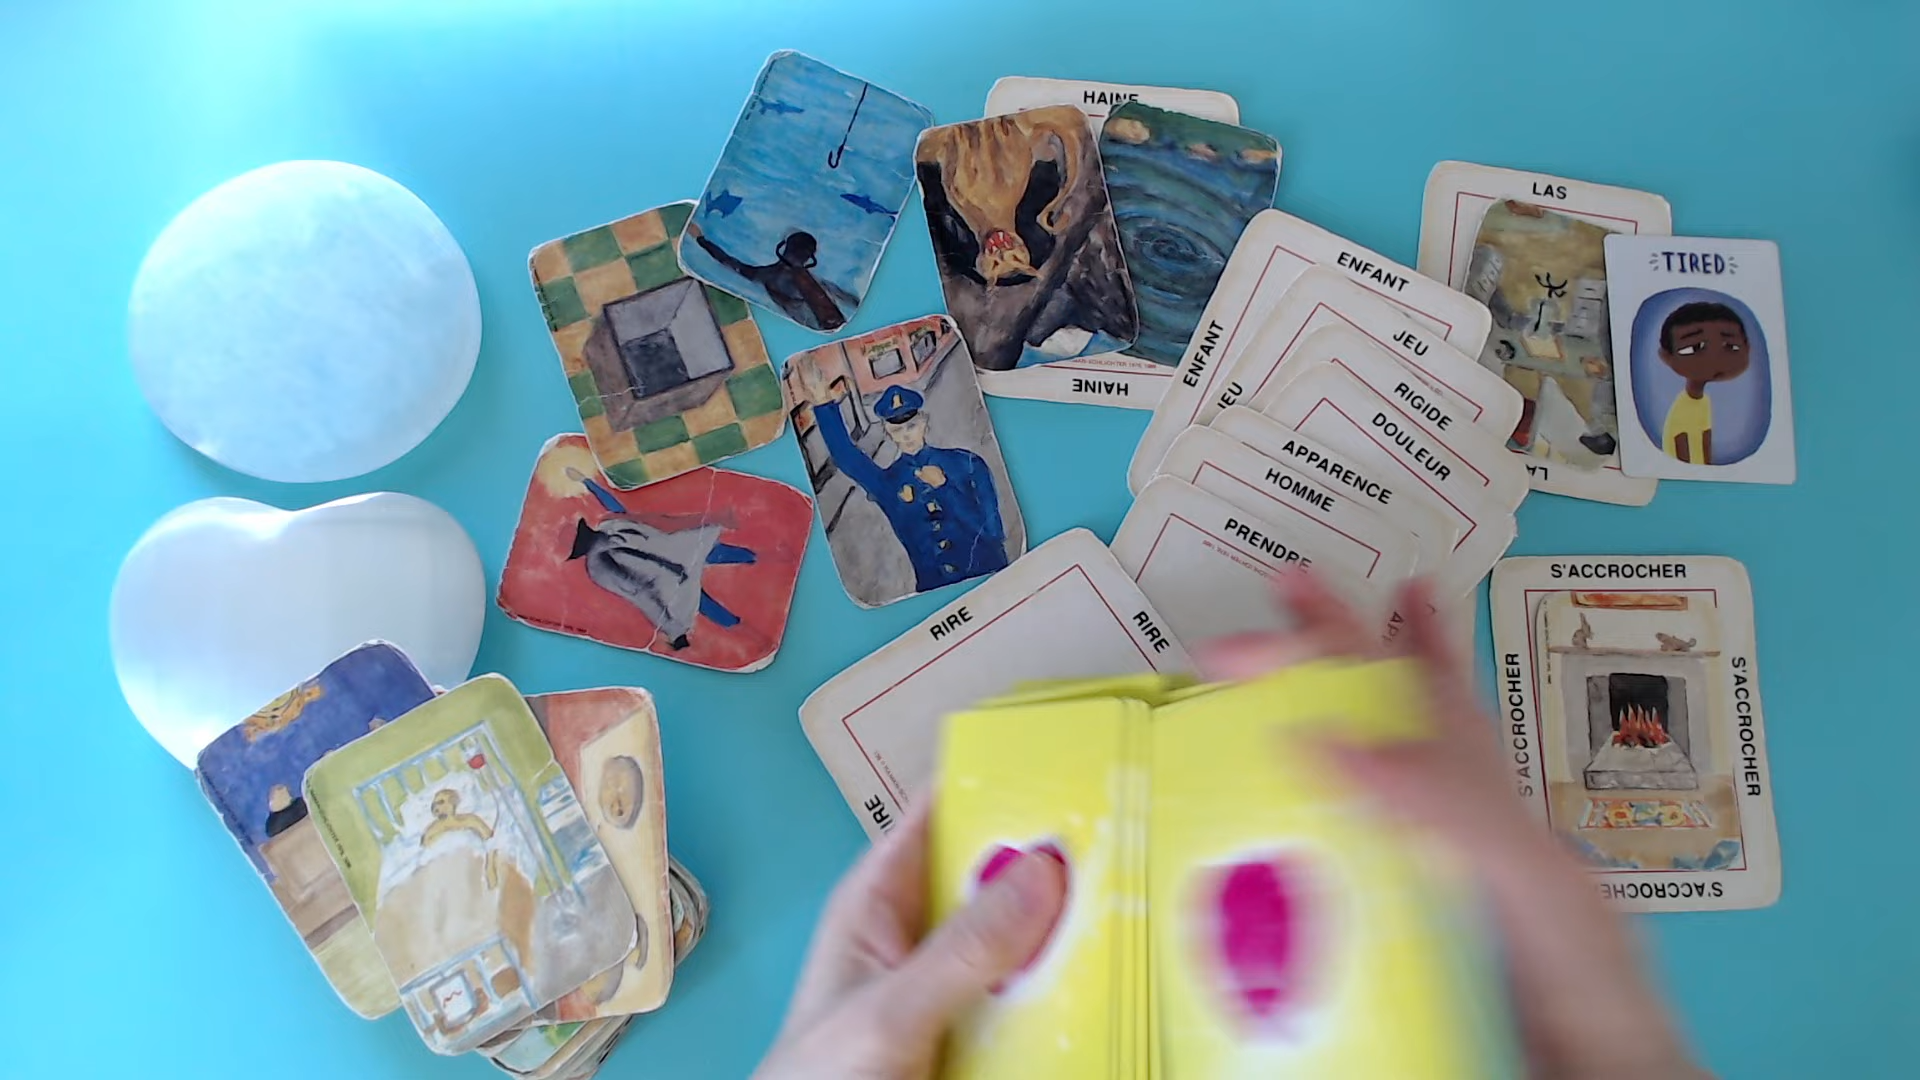 HAINE
HAINE
LAS
TIRED
ENFANT
ENFANT
JEU
RIGIDE
DOULEUR
APPARENCE
HOMME
PRENDRE
RIRE
RIRE
S'ACCROCHER
S'ACCROCHER
S'ACCROCHER
S'ACCROCHER